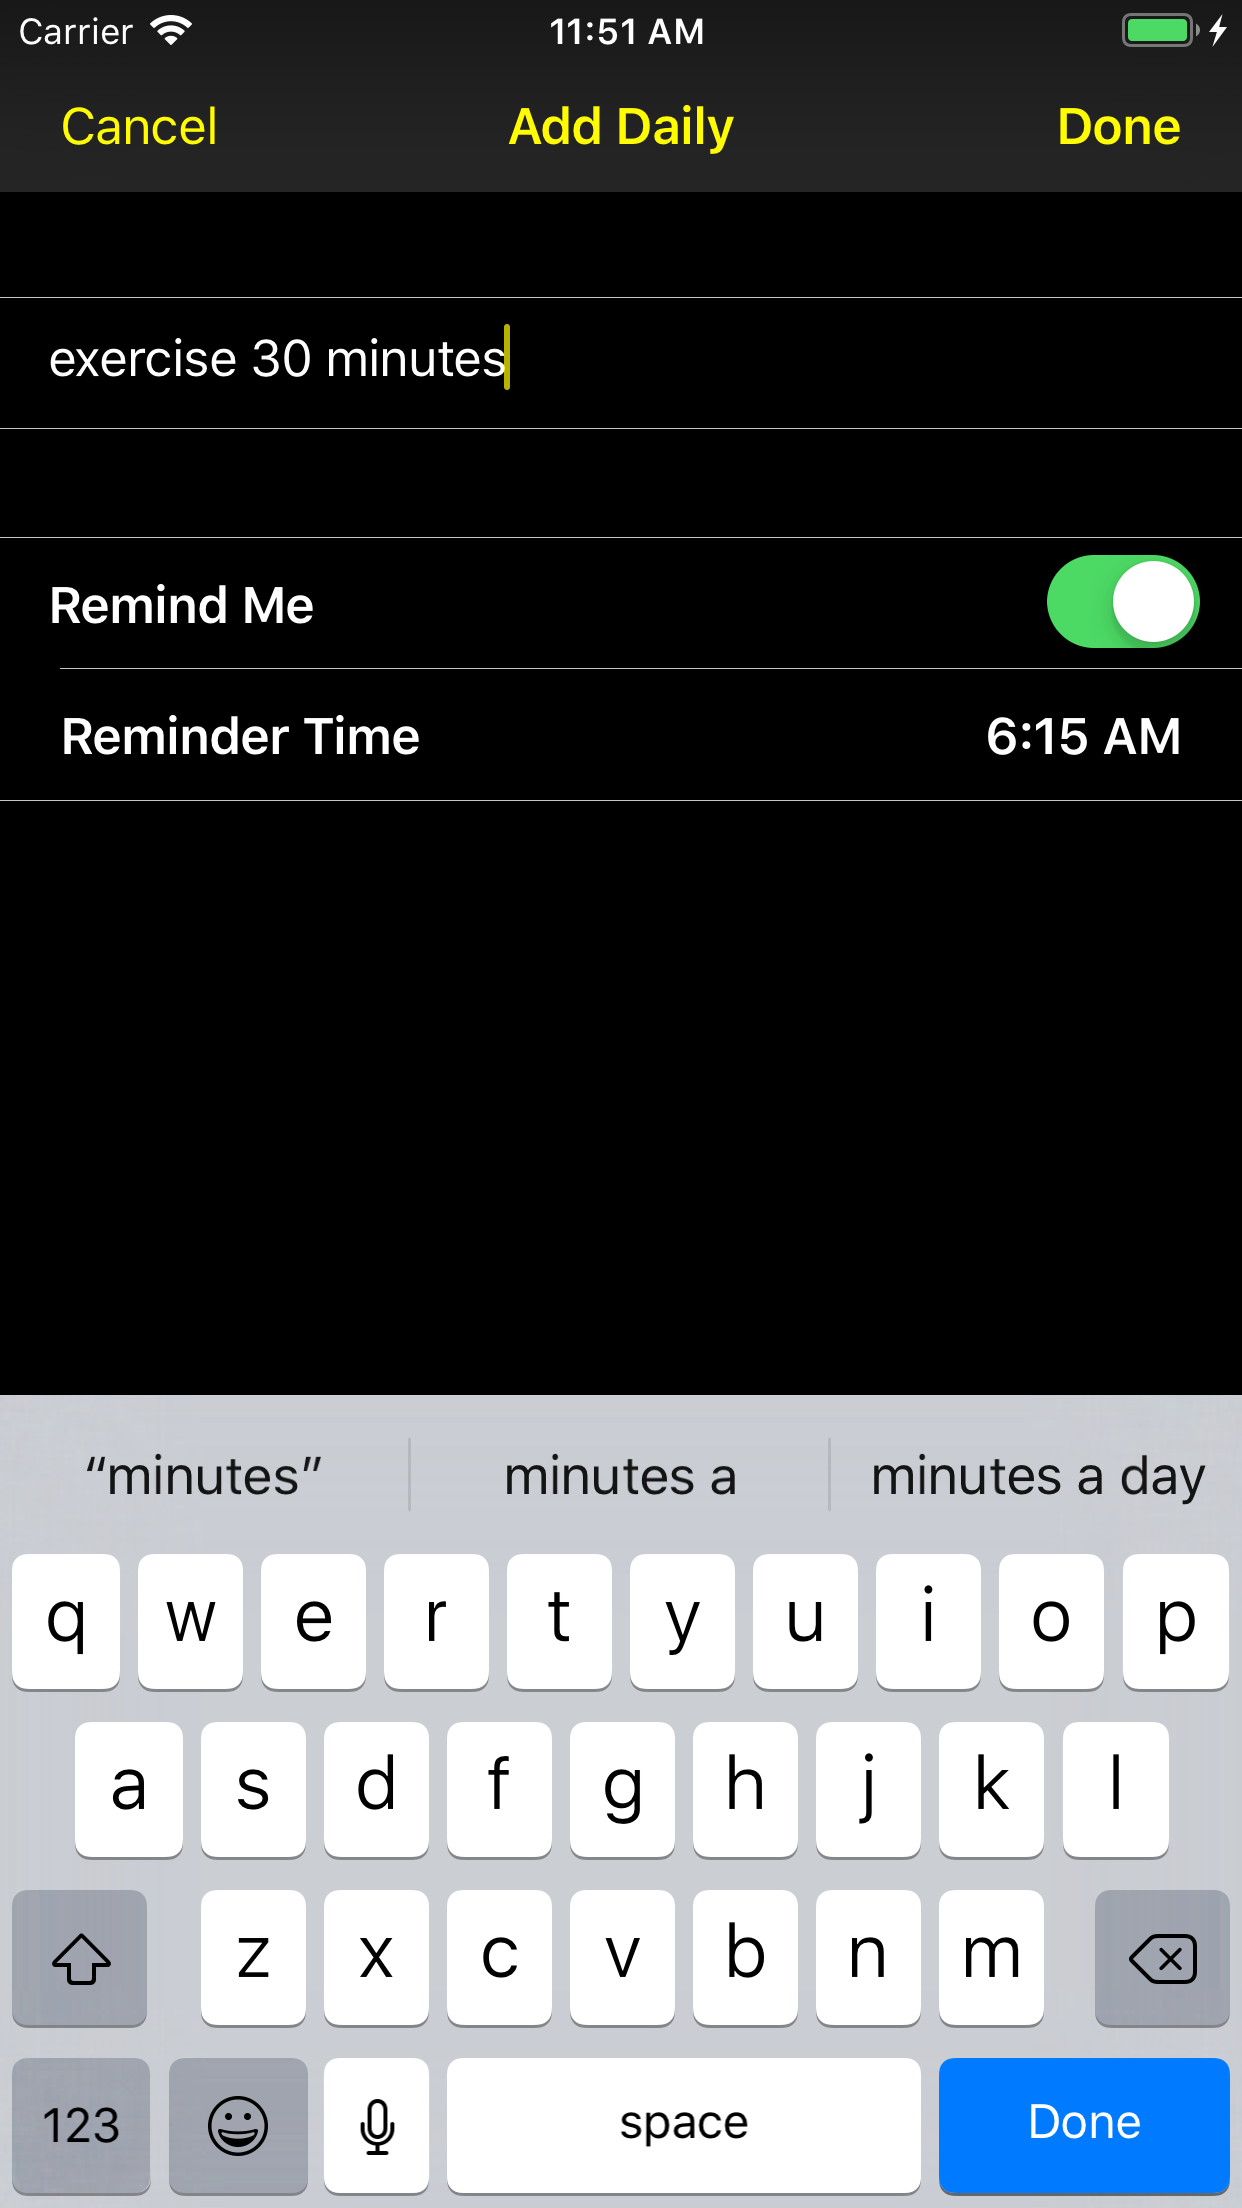 Carrier 11:51 AM
Cancel Add Daily Done
exercise 30 minutes
Remind Me
Reminder Time 6:15 AM
“minutes” minutes a minutes a day
q w e r t y u i o p
a s d f g h j k l
z x c v b n m
123 space Done